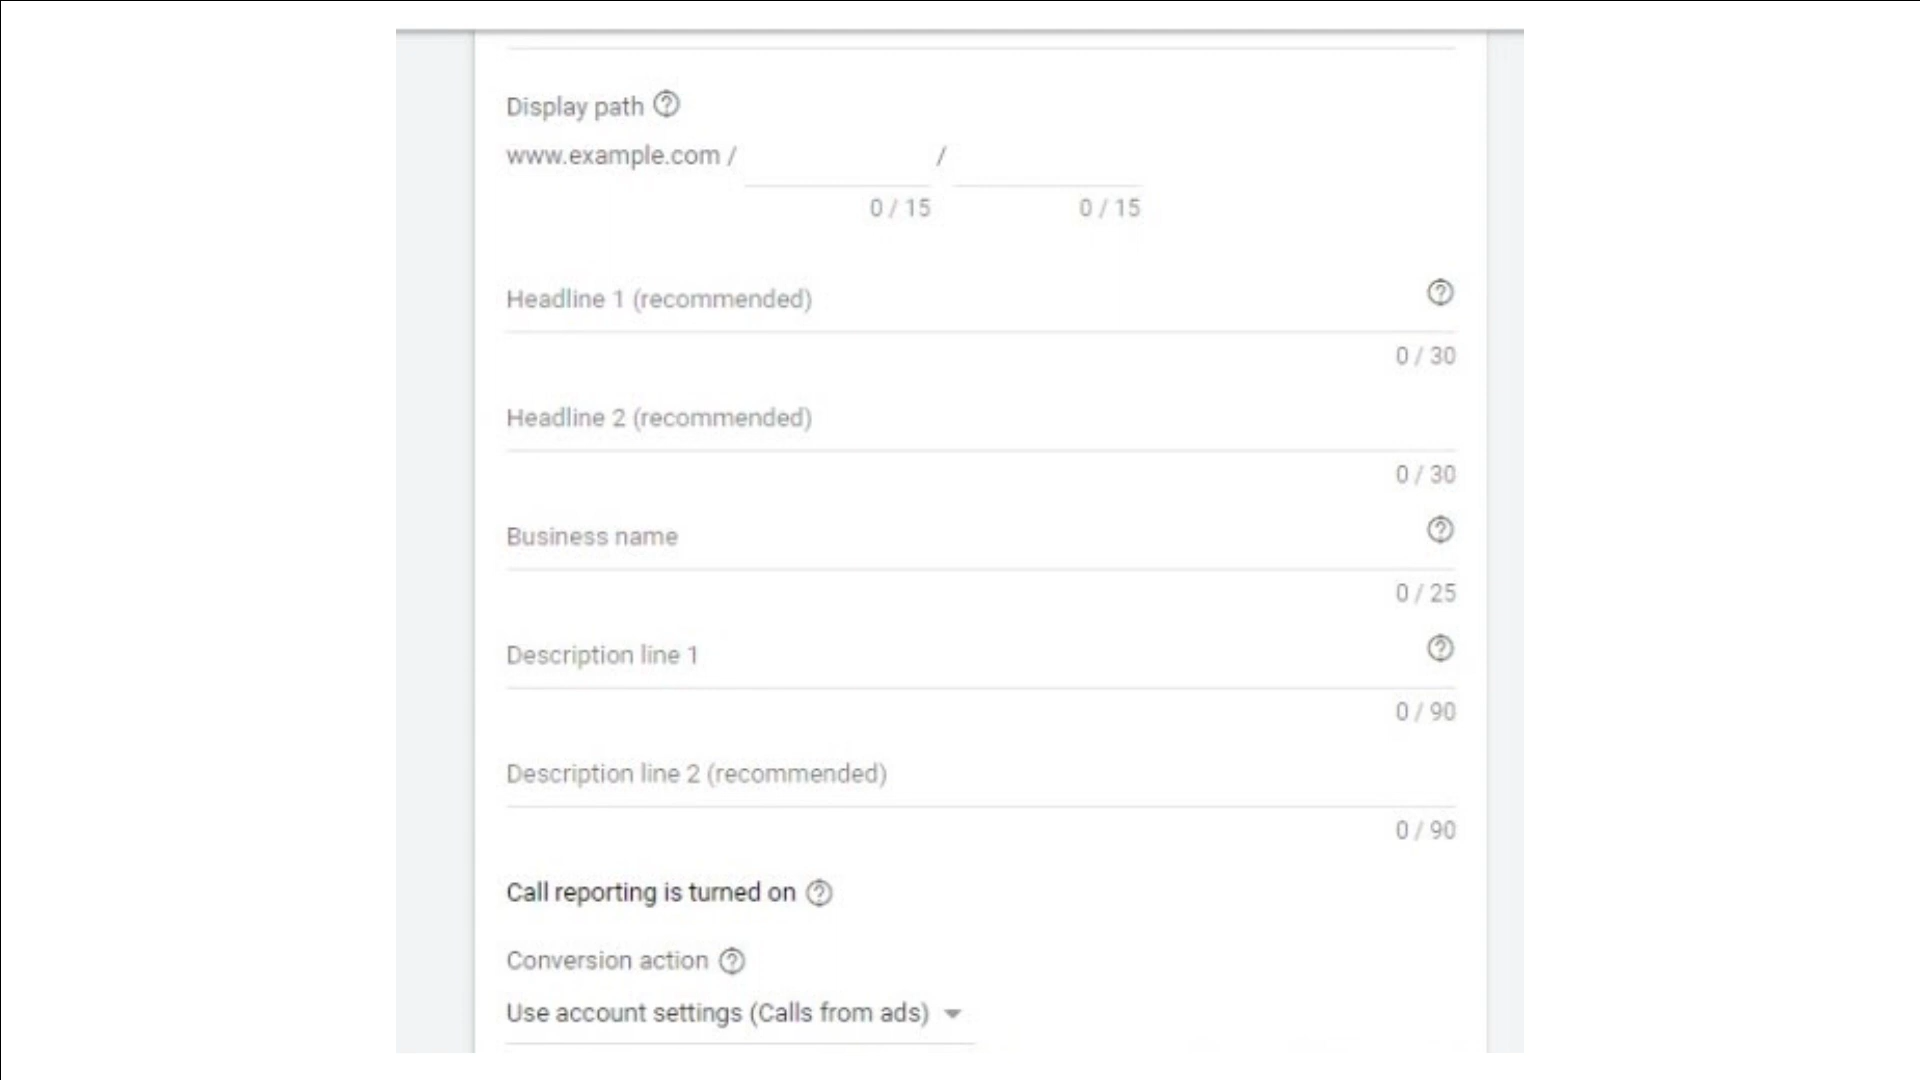 Display path
www.example.com / /
0 / 15 0 / 15
Headline 1 (recommended)
0 / 30
Headline 2 (recommended)
0 / 30
Business name
0 / 25
Description line 1
0 / 90
Description line 2 (recommended)
0 / 90
Call reporting is turned on
Conversion action
Use account settings (Calls from ads)